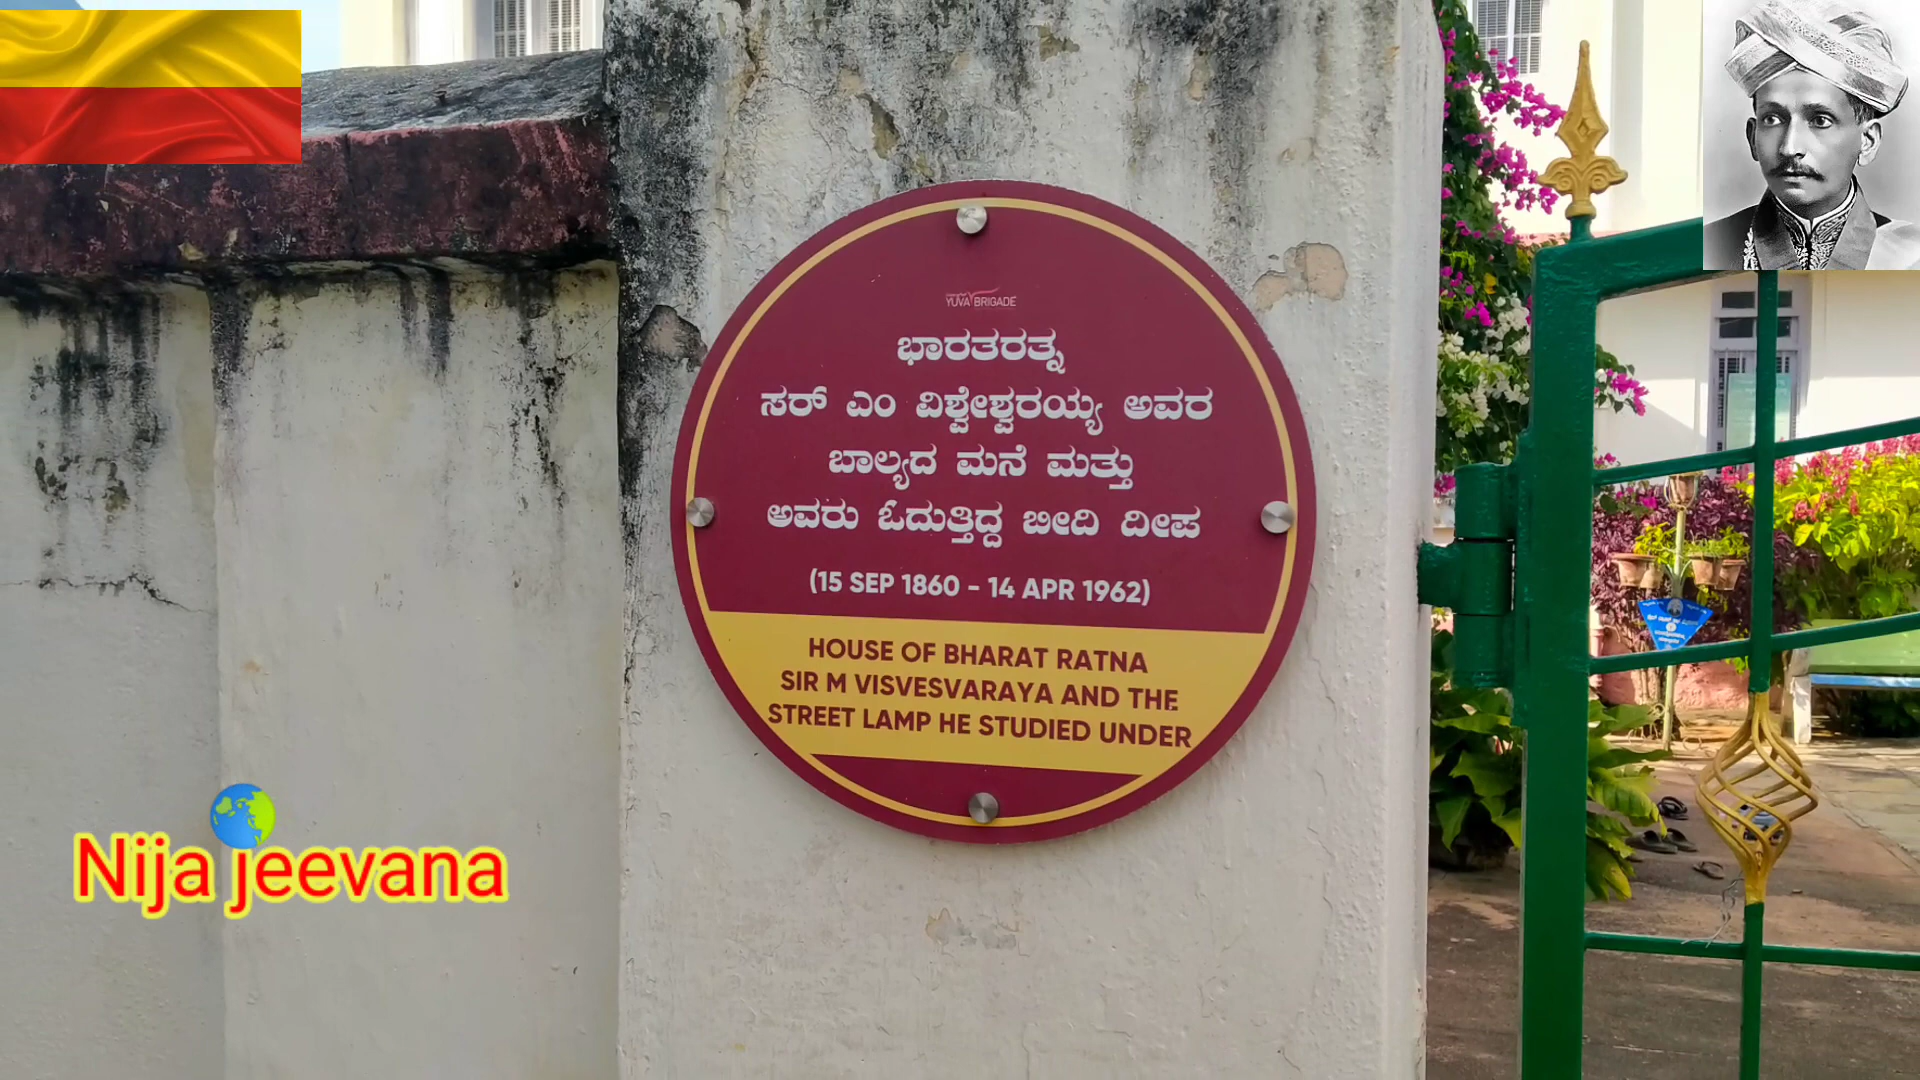 YUVA BRIGADE
ಭಾರತರತ್ನ
ಸರ್ ಎಂ ವಿಶ್ವೇಶ್ವರಯ್ಯ ಅವರ
ಬಾಲ್ಯದ ಮನೆ ಮತ್ತು
ಅವರು ಓದುತ್ತಿದ್ದ ಬೀದಿ ದೀಪ
(15 SEP 1860 - 14 APR 1962)
HOUSE OF BHARAT RATNA
SIR M VISVESVARAYA AND THE
STREET LAMP HE STUDIED UNDER
Nija jeevana